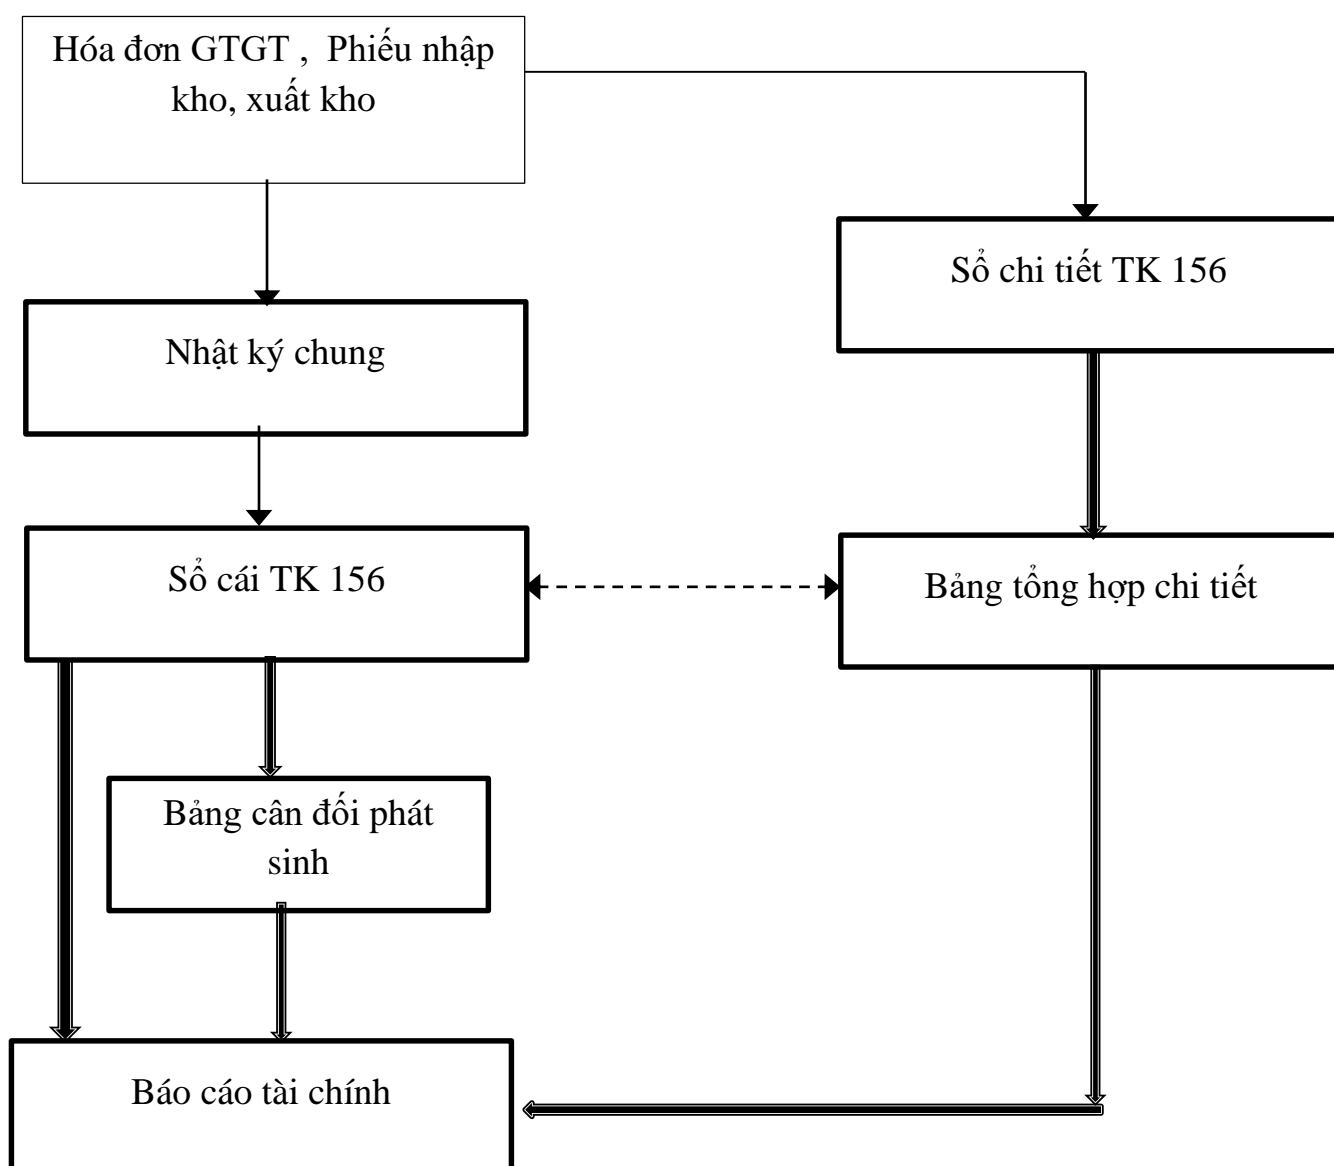 Hóa đơn GTGT ,  Phiếu nhập
kho, xuất kho
Sổ chi tiết TK 156
Nhật ký chung
Sổ cái TK 156
Bảng tổng hợp chi tiết
Bảng cân đối phát
sinh
Báo cáo tài chính